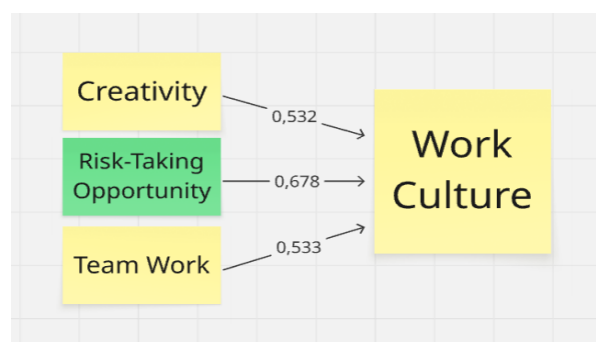 Creativity
0,532
Risk-Taking
Opportunity
0,678
Team Work
0,533
Work
Culture